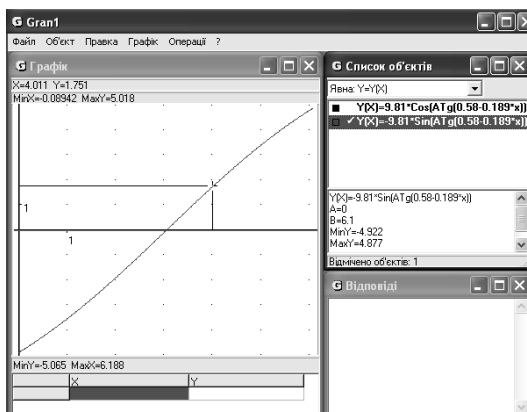 G Gran1
Файл Об'єкт Правка Графік Операції ?
G Графік
X=4.011 Y=1.751
MinX=-0.08942 MaxY=5.018
1
1
MinY=-5.065 MaxX=6.188
X Y
G Список об'єктів
Явна: Y=Y(X)
Y(X)=9.81*Cos(ATg(0.58-0.189*x))
✓ Y(X)=-9.81*Sin(ATg(0.58-0.189*x))
Y(X)=-9.81*Sin(ATg(0.58-0.189*x))
A=0
B=6.1
MinY=-4.922
MaxY=4.877
Відмічено об'єктів: 1
G Відповіді